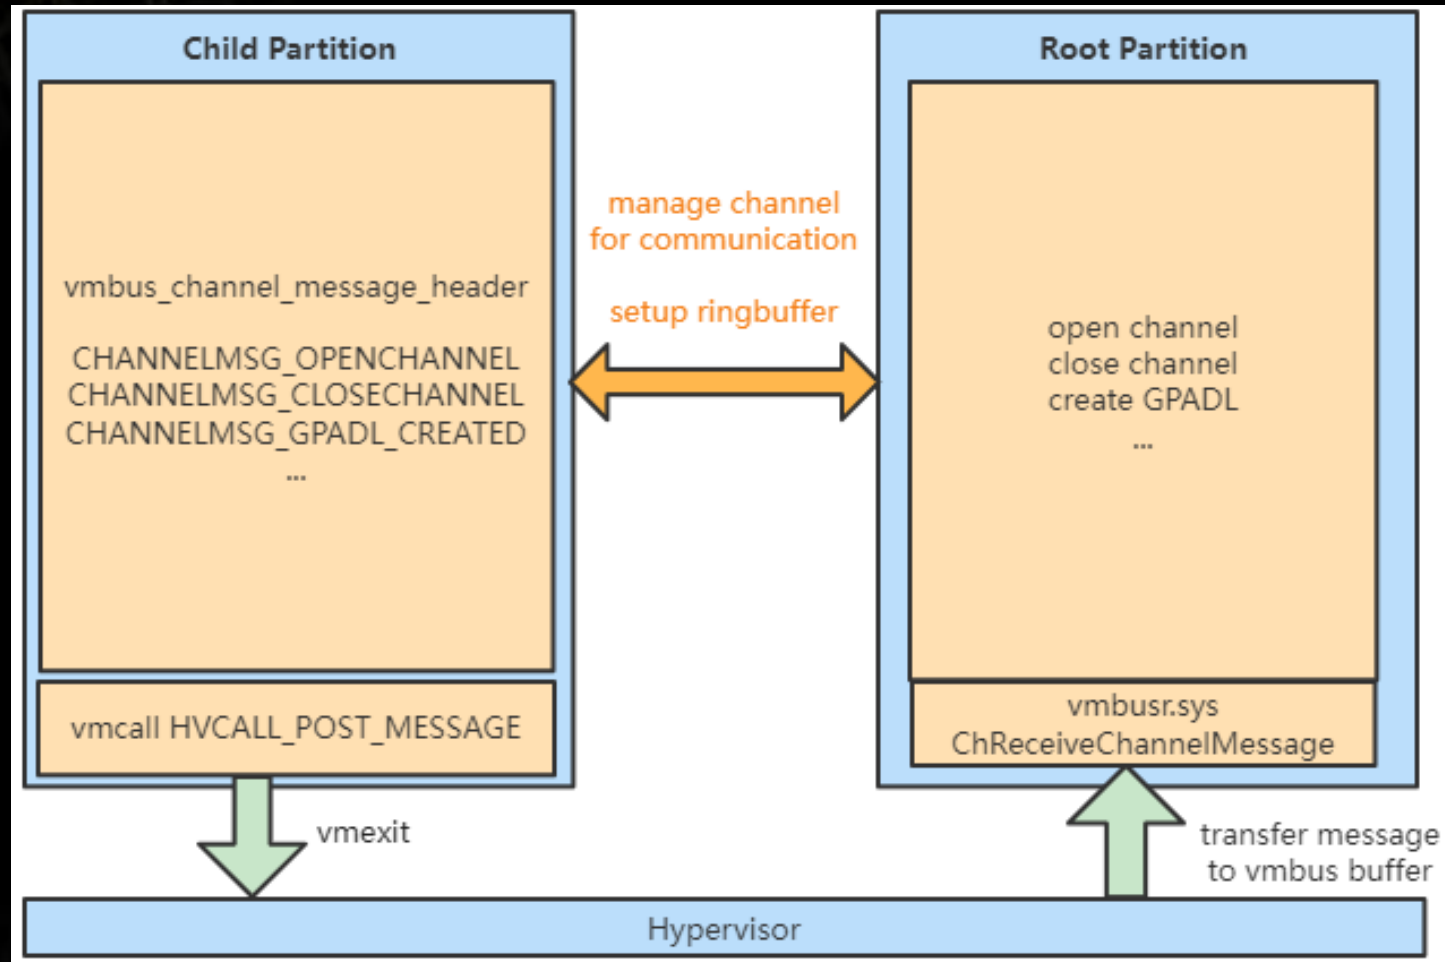 Child Partition
vmbus_channel_message_header
CHANNELMSG_OPENCHANNEL
CHANNELMSG_CLOSECHANNEL
CHANNELMSG_GPADL_CREATED
...
vmcall HVCALL_POST_MESSAGE
manage channel
for communication
setup ringbuffer
Root Partition
open channel
close channel
create GPADL
...
vmbusr.sys
ChReceiveChannelMessage
vmexit
transfer message
to vmbus buffer
Hypervisor